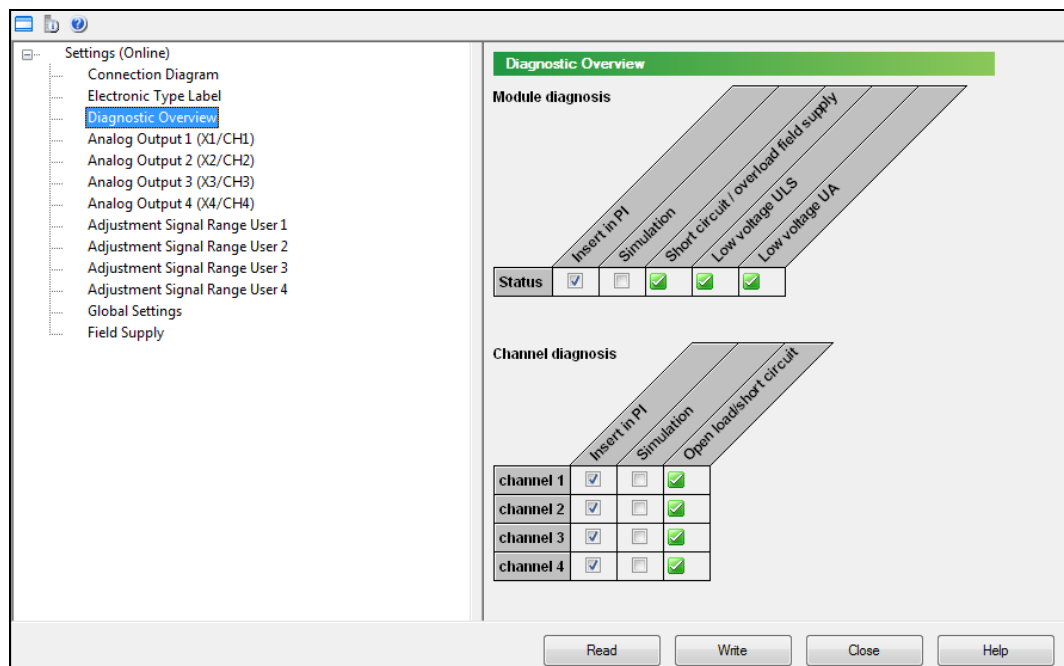 Settings (Online)
Connection Diagram
Electronic Type Label
Diagnostic Overview
Analog Output 1 (X1/CH1)
Analog Output 2 (X2/CH2)
Analog Output 3 (X3/CH3)
Analog Output 4 (X4/CH4)
Adjustment Signal Range User 1
Adjustment Signal Range User 2
Adjustment Signal Range User 3
Adjustment Signal Range User 4
Global Settings
Field Supply
Diagnostic Overview
Module diagnosis
Insert in PI
Simulation
Short circuit / overload field supply
Low voltage ULS
Low voltage UA
Status
Channel diagnosis
Insert in PI
Simulation
Open load/short circuit
channel 1
channel 2
channel 3
channel 4
Read
Write
Close
Help